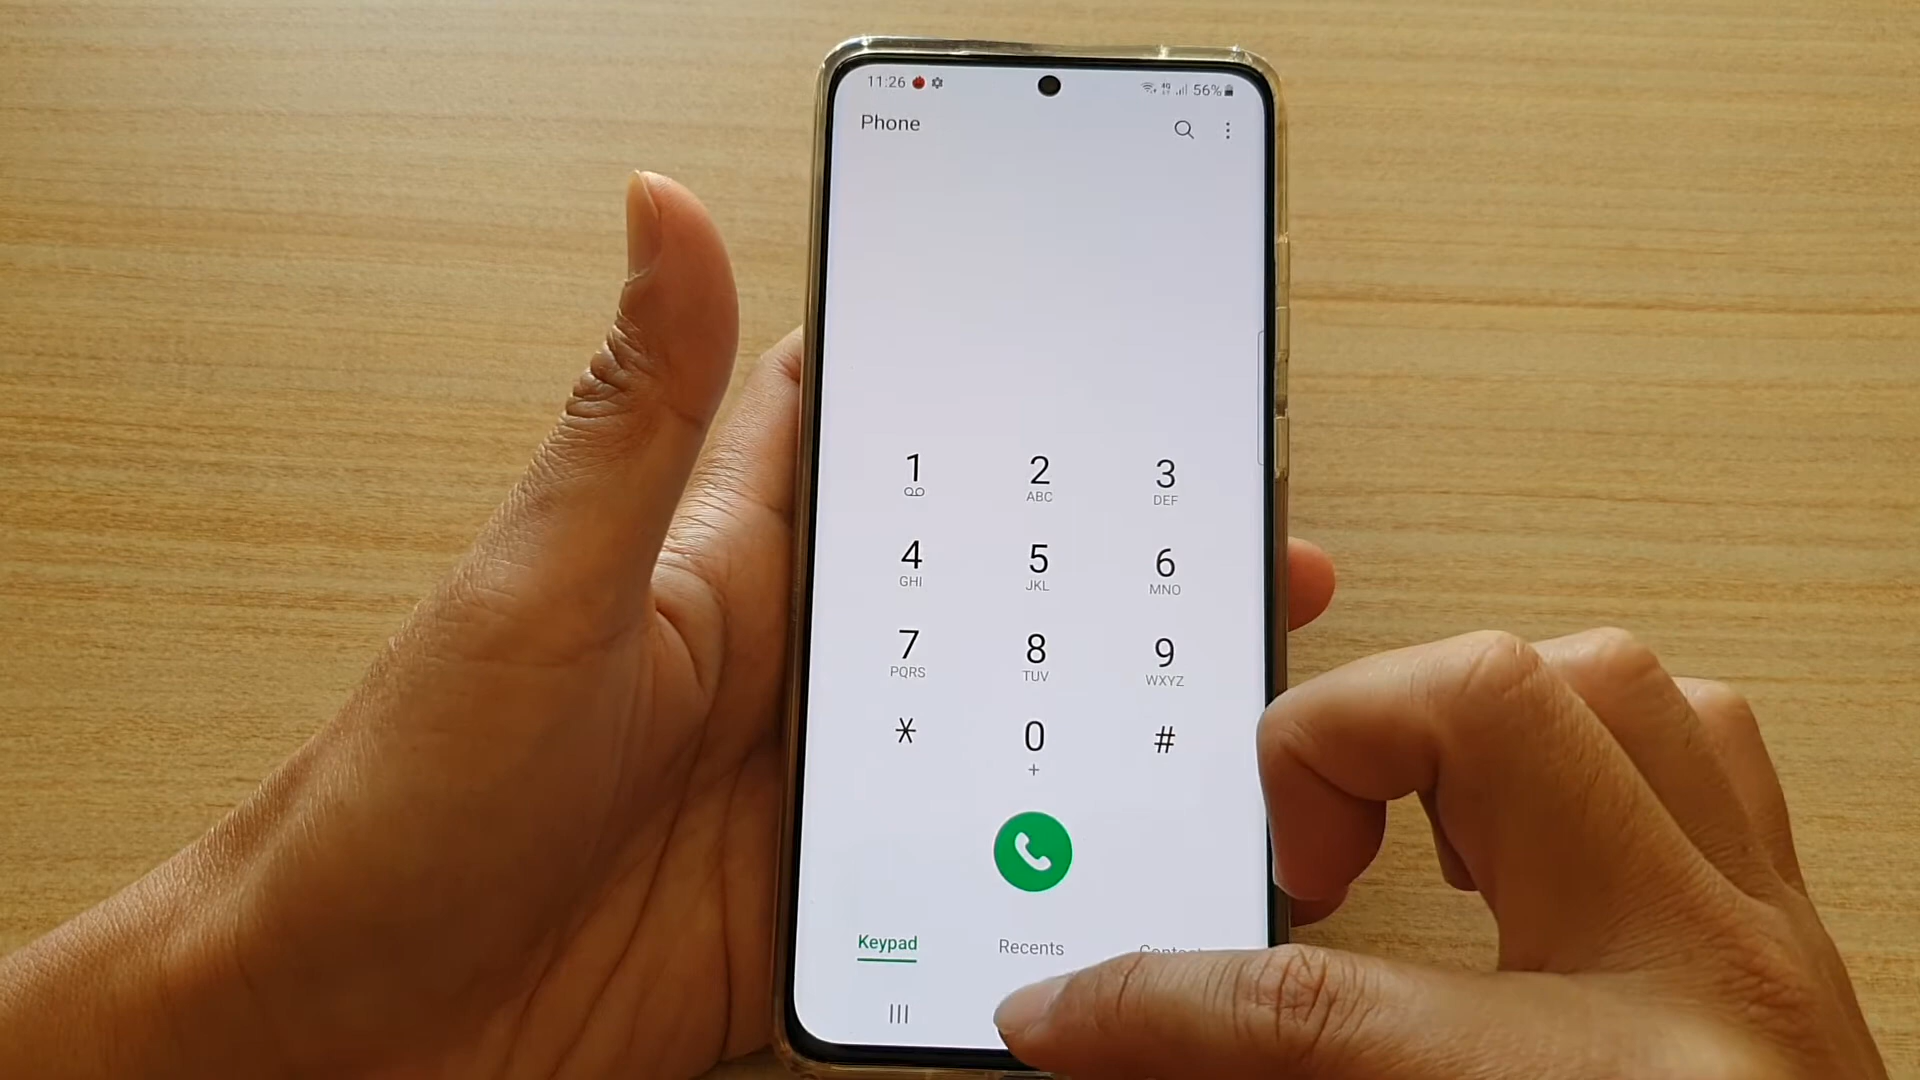 11:26 4G 56%
Phone
1 2 3
ABC DEF
4 5 6
GHI JKL MNO
7 8 9
PQRS TUV WXYZ
* 0 #
+
Keypad Recents